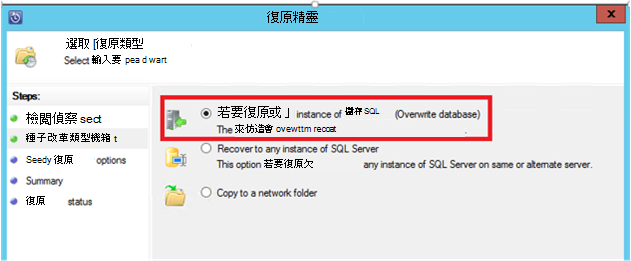 復原精靈
選取 [復原類型
Select 輸入要 pea d wart
Steps:
檢閱偵察 sect
種子改革類型機箱 t
Seedy 復原 options
Summary
復原 status
若要復原或」 instance of 儲存 SQL (Overwrite database)
The 來仿造會 ovewttm recoat .
Recover to any instance of SQL Server
This option 若要復原欠 any instance of SQL Server on same or alternate server.
Copy to a network folder